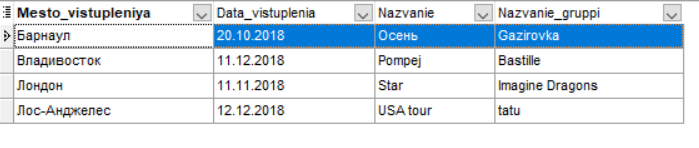 Mesto_vistupleniya Data_vistuplenia Nazvanie Nazvanie_gruppi
Барнаул 20.10.2018 Осень Gazirovka
Владивосток 11.12.2018 Pompej Bastille
Лондон 11.11.2018 Star Imagine Dragons
Лос-Анджелес 12.12.2018 USA tour tatu